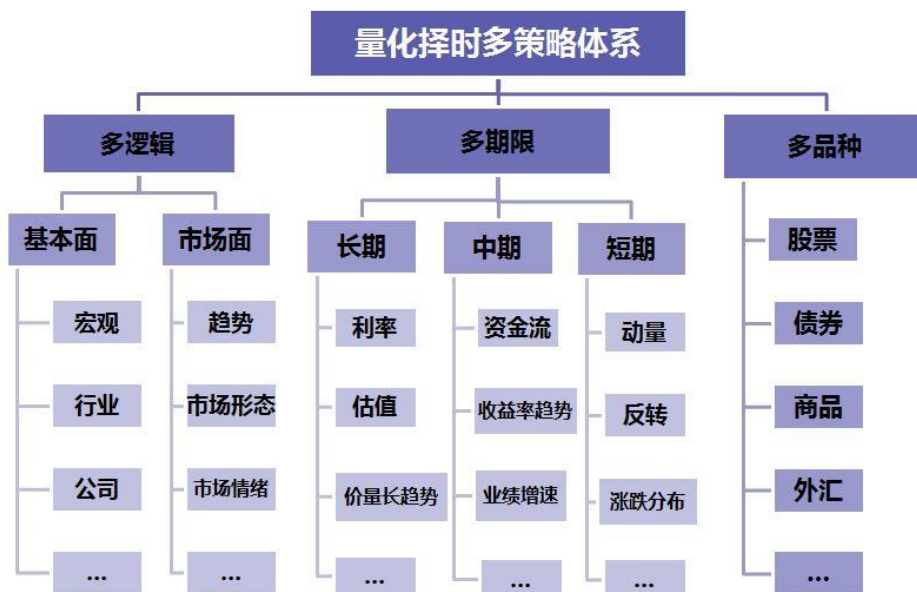 量化择时多策略体系
多逻辑
多期限
多品种
基本面
市场面
长期
中期
短期
股票
宏观
趋势
利率
资金流
动量
债券
行业
市场形态
估值
收益率趋势
反转
商品
公司
市场情绪
价量长趋势
业绩增速
涨跌分布
外汇
...
...
...
...
...
...